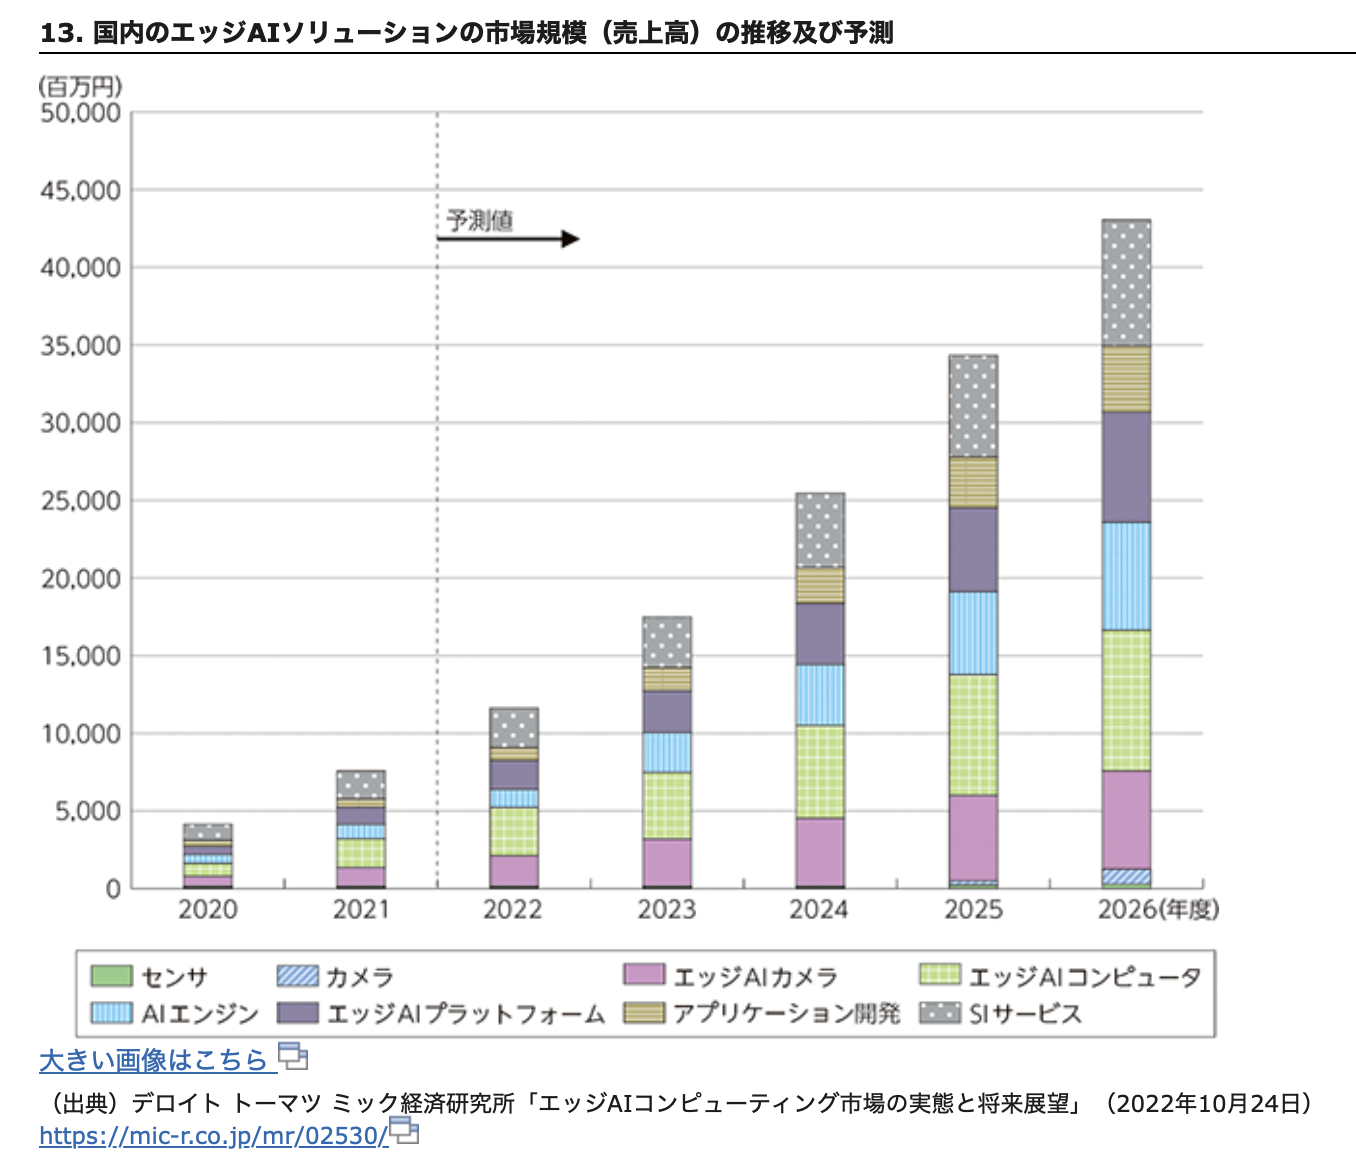 13. 国内のエッジAIソリューションの市場規模（売上高）の推移及び予測
(百万円)
50,000
45,000
予測値
40,000
35,000
30,000
25,000
20,000
15,000
10,000
5,000
0
2020 2021 2022 2023 2024 2025 2026(年度)
センサ カメラ エッジAIカメラ エッジAIコンピュータ
AIエンジン エッジAIプラットフォーム アプリケーション開発 SIサービス
大きい画像はこちら
（出典）デロイト トーマツ ミック経済研究所「エッジAIコンピューティング市場の実態と将来展望」（2022年10月24日）
https://mic-r.co.jp/mr/02530/